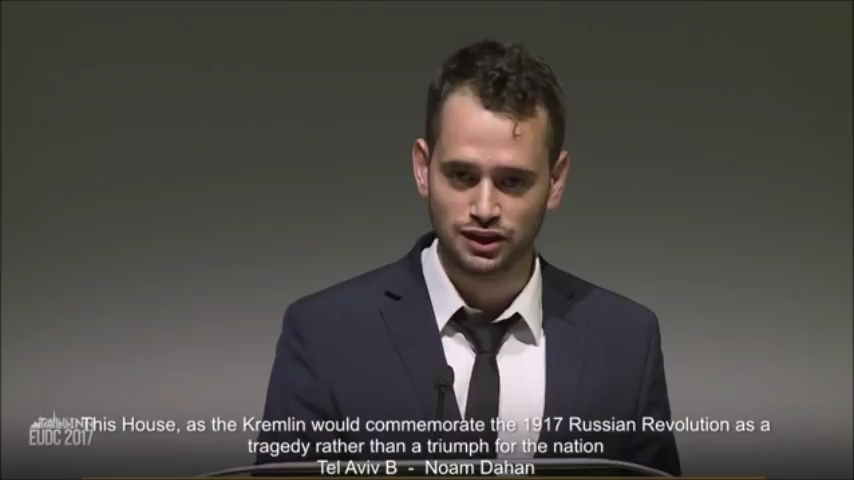 This House, as the Kremlin would commemorate the 1917 Russian Revolution as a
tragedy rather than a triumph for the nation
Tel Aviv B - Noam Dahan
EUDC 2017